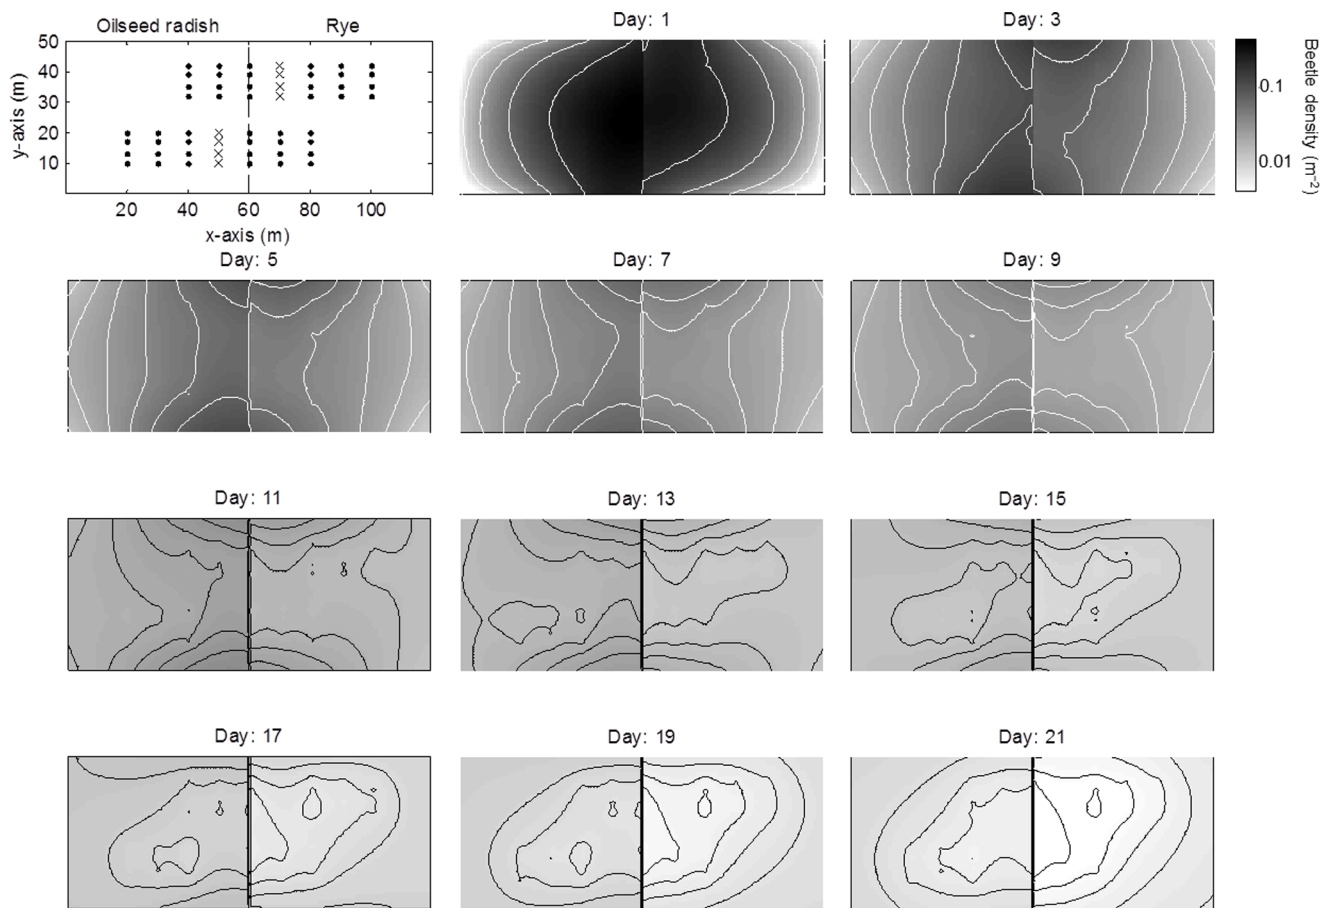 Oilseed radish Rye
Day: 1
Day: 3
50
40
30
20
10
y-axis (m)
20 40 60 80 100
x-axis (m)
0.1
0.01
Beetle density (m⁻²)
Day: 5
Day: 7
Day: 9
Day: 11
Day: 13
Day: 15
Day: 17
Day: 19
Day: 21